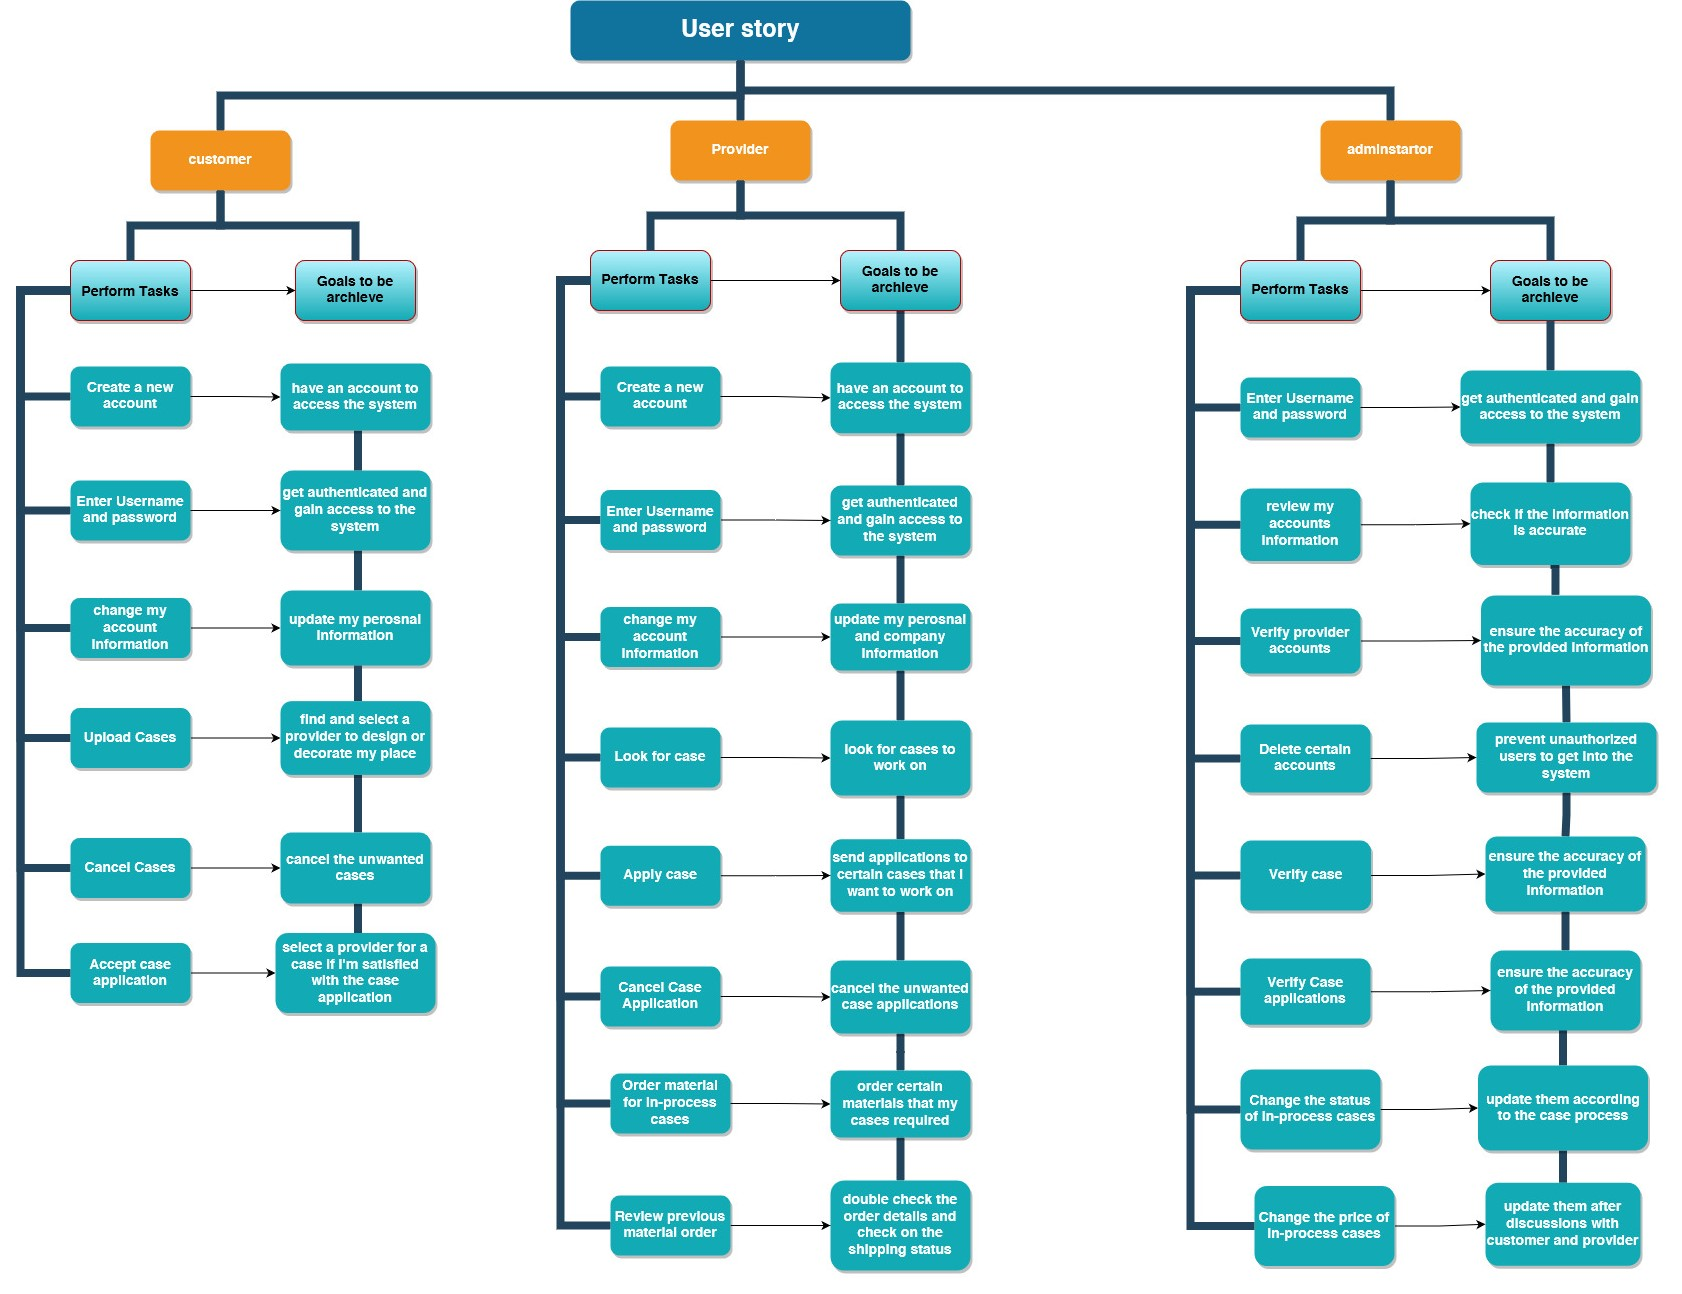 User story
customer
Perform Tasks
Goals to be
archieve
Create a new
account
have an account to
access the system
Enter Username
and password
get authenticated and
gain access to the
system
change my
account
information
update my perosnal
information
Upload Cases
find and select a
provider to design or
decorate my place
Cancel Cases
cancel the unwanted
cases
Accept case
application
select a provider for a
case if I'm satisfied
with the case
application
Provider
Perform Tasks
Goals to be
archieve
Create a new
account
have an account to
access the system
Enter Username
and password
get authenticated
and gain access to
the system
change my
account
information
update my perosnal
and company
information
Look for case
look for cases to
work on
Apply case
send applications to
certain cases that I
want to work on
Cancel Case
Application
cancel the unwanted
case applications
Order material
for in-process
cases
order certain
materials that my
cases required
Review previous
material order
double check the
order details and
check on the
shipping status
adminstartor
Perform Tasks
Goals to be
archieve
Enter Username
and password
get authenticated and gain
access to the system
review my
accounts
information
check if the information
is accurate
Verify provider
accounts
ensure the accuracy of
the provided information
Delete certain
accounts
prevent unauthorized
users to get into the
system
Verify case
ensure the accuracy of
the provided
information
Verify Case
applications
ensure the accuracy
of the provided
information
Change the status
of in-process cases
update them according
to the case process
Change the price of
in-process cases
update them after
discussions with
customer and provider